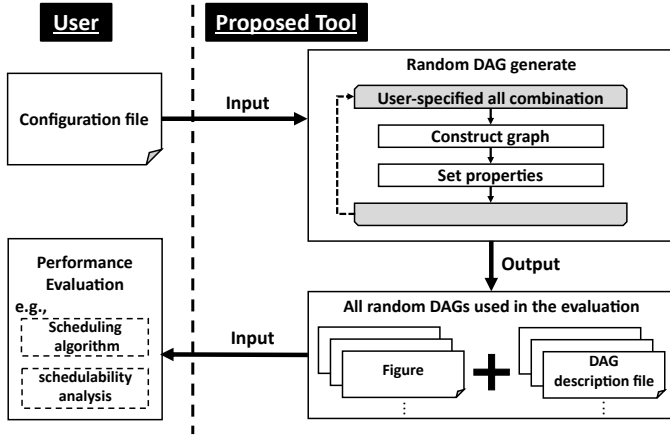 User
Proposed Tool
Random DAG generate
User-specified all combination
Construct graph
Set properties
Configuration file
Input
Output
Performance
Evaluation
e.g.,
Scheduling
algorithm
schedulability
analysis
Input
All random DAGs used in the evaluation
Figure
DAG
description file